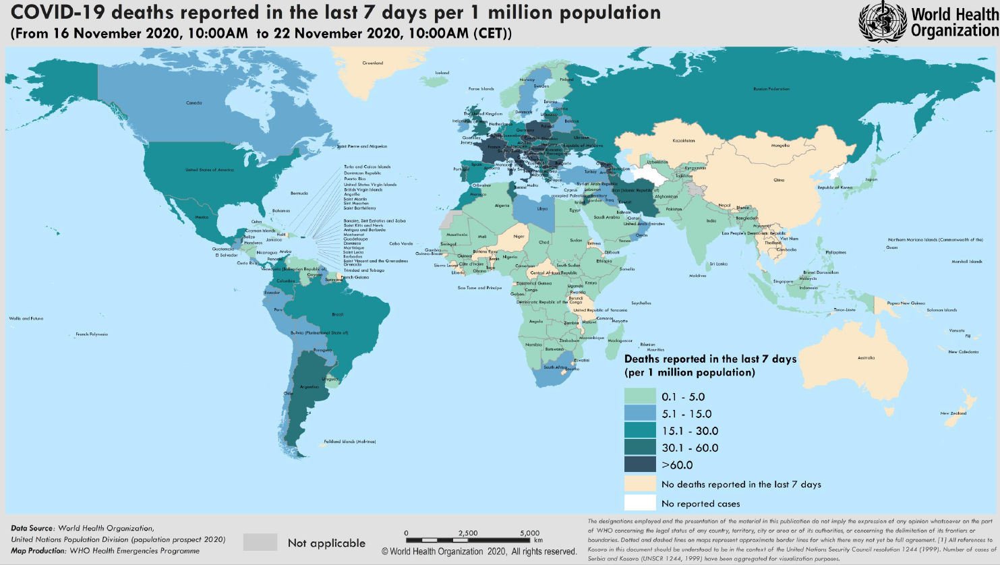 COVID-19 deaths reported in the last 7 days per 1 million population
(From 16 November 2020, 10:00AM to 22 November 2020, 10:00AM (CET))
World Health
Organization
Greenland
Iceland
Faroe Islands
Norway
Sweden
Finland
Estonia
Latvia
Lithuania
Denmark
Belarus
The United Kingdom
Ireland
Isle of Man
Netherlands
Germany
Poland
Ukraine
Guernsey
Jersey
France
Republic of Moldova
Bulgaria
Spain
Portugal
Andorra
Gibraltar
Malta
Greece
Albania
Turkey
Armenia
Azerbaijan
Russian Federation
Kazakhstan
Mongolia
China
Uzbekistan
Kyrgyzstan
Tajikistan
Afghanistan
Pakistan
India
Nepal
Bhutan
Bangladesh
Myanmar
Lao People's Democratic Republic
Viet Nam
Thailand
Cambodia
Republic of Korea
Japan
Philippines
Sri Lanka
Maldives
Brunei Darussalam
Malaysia
Singapore
Indonesia
Timor-Leste
Papua New Guinea
Solomon Islands
Vanuatu
Fiji
New Caledonia
Australia
New Zealand
Northern Mariana Islands (Commonwealth of the)
Guam
Marshall Islands
Cyprus
Syrian Arab Republic
Lebanon
occupied Palestinian territory
Israel
Jordan
Iraq
Iran (Islamic Republic of)
Kuwait
Bahrain
Qatar
United Arab Emirates
Saudi Arabia
Oman
Yemen
Tunisia
Morocco
Algeria
Libya
Egypt
Mauritania
Mali
Niger
Chad
Sudan
Eritrea
Djibouti
Ethiopia
Somalia
Cabo Verde
Senegal
Gambia
Guinea-Bissau
Guinea
Sierra Leone
Liberia
Côte d'Ivoire
Burkina Faso
Ghana
Togo
Benin
Nigeria
Cameroon
Central African Republic
South Sudan
Equatorial Guinea
Sao Tome and Principe
Gabon
Congo
Democratic Republic of the Congo
Uganda
Kenya
Rwanda
Burundi
United Republic of Tanzania
Seychelles
Comoros
Mayotte
Angola
Zambia
Malawi
Mozambique
Zimbabwe
Madagascar
Namibia
Botswana
Réunion
Mauritius
Eswatini
Lesotho
South Africa
Canada
Saint Pierre and Miquelon
United States of America
Bermuda
Mexico
Bahamas
Cuba
Cayman Islands
Haiti
Jamaica
Belize
Honduras
Guatemala
El Salvador
Nicaragua
Aruba
Costa Rica
Panama
Turks and Caicos Islands
Dominican Republic
Puerto Rico
United States Virgin Islands
British Virgin Islands
Anguilla
Saint Martin
Sint Maarten
Saint Barthélemy
Bonaire, Sint Eustatius and Saba
Saint Kitts and Nevis
Antigua and Barbuda
Montserrat
Guadeloupe
Dominica
Martinique
Saint Lucia
Barbados
Saint Vincent and the Grenadines
Grenada
Trinidad and Tobago
Venezuela (Bolivarian Republic of)
Guyana
Suriname
French Guiana
Colombia
Ecuador
Peru
Brazil
Bolivia (Plurinational State of)
Paraguay
Uruguay
Argentina
Chile
Falkland Islands (Malvinas)
Wallis and Futuna
French Polynesia
Deaths reported in the last 7 days
(per 1 million population)
0.1 - 5.0
5.1 - 15.0
15.1 - 30.0
30.1 - 60.0
>60.0
No deaths reported in the last 7 days
No reported cases
Data Source: World Health Organization,
United Nations Population Division (population prospect 2020)
Map Production: WHO Health Emergencies Programme
Not applicable
0 2,500 5,000
km
© World Health Organization 2020, All rights reserved.
The designations employed and the presentation of the material in this publication do not imply the expression of any opinion whatsoever on the part
of WHO concerning the legal status of any country, territory, city or area or of its authorities, or concerning the delimitation of its frontiers or
boundaries. Dotted and dashed lines on maps represent approximate border lines for which there may not yet be full agreement. [1] All references to
Kosovo in this document should be understood to be in the context of the United Nations Security Council resolution 1244 (1999). Number of cases of
Serbia and Kosovo (UNSCR 1244, 1999) have been aggregated for visualization purposes.